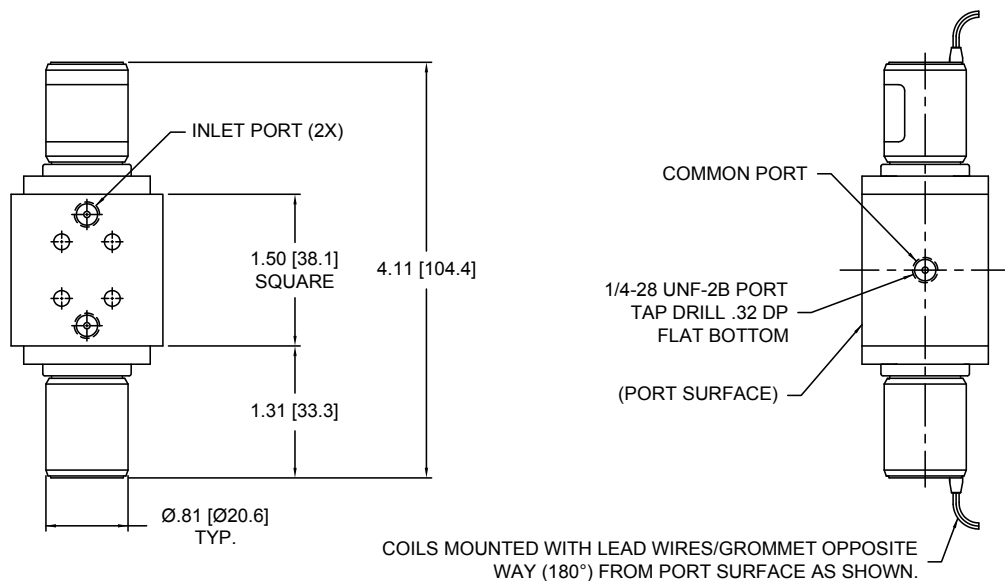 INLET PORT (2X)
1.50 [38.1]
SQUARE
4.11 [104.4]
1.31 [33.3]
Ø.81 [Ø20.6]
TYP.
COMMON PORT
1/4-28 UNF-2B PORT
TAP DRILL .32 DP
FLAT BOTTOM
(PORT SURFACE)
COILS MOUNTED WITH LEAD WIRES/GROMMET OPPOSITE
WAY (180°) FROM PORT SURFACE AS SHOWN.